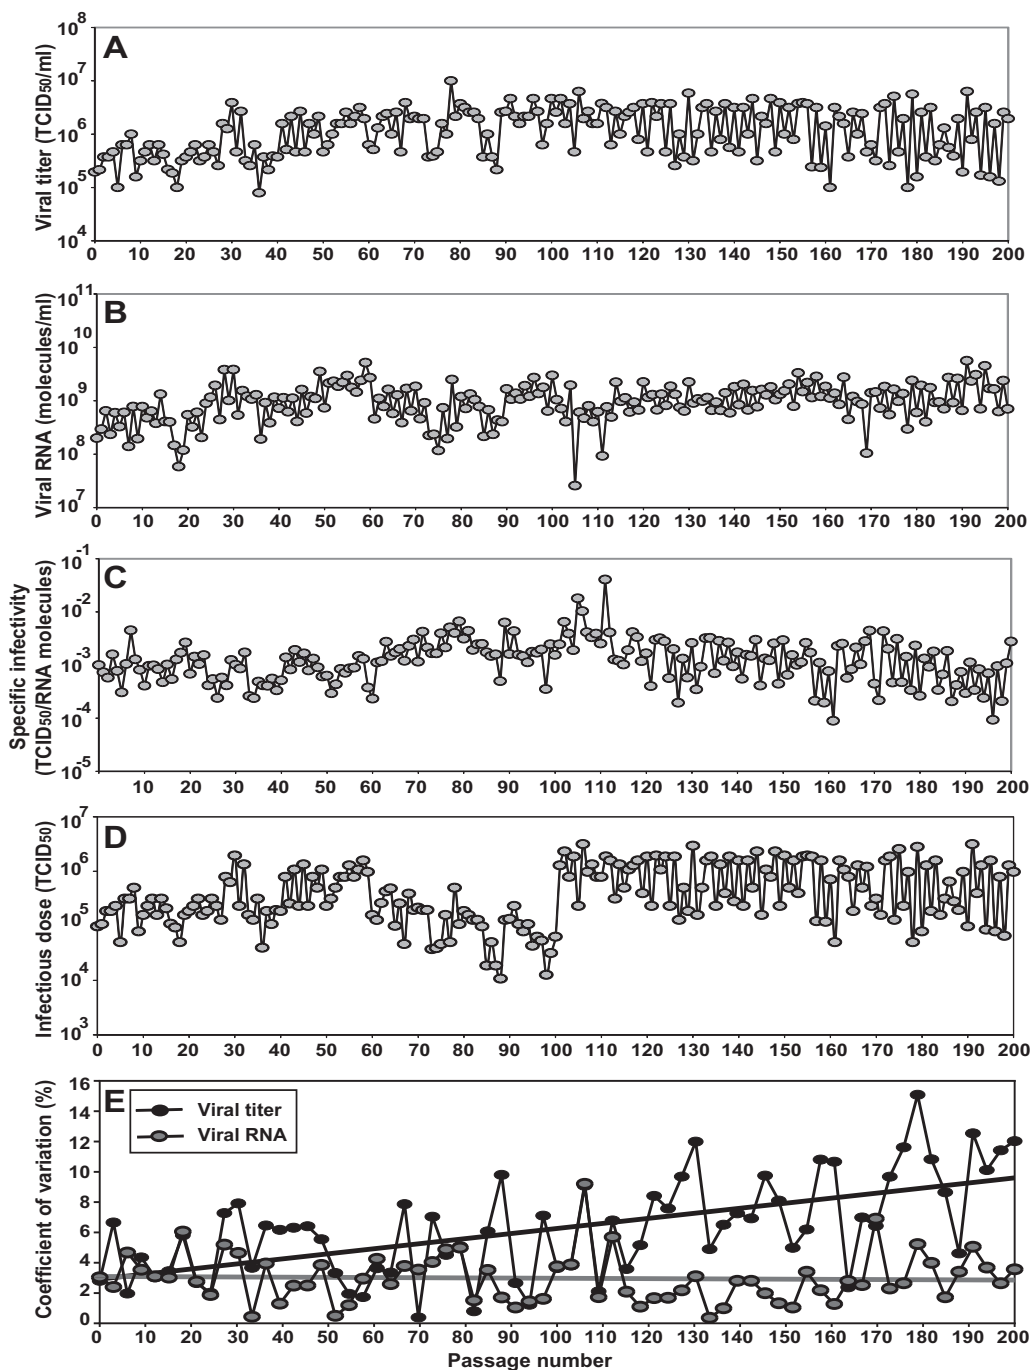 A
Viral titer (TCID50/ml)
10^8
10^7
10^6
10^5
10^4
0 10 20 30 40 50 60 70 80 90 100 110 120 130 140 150 160 170 180 190 200
B
Viral RNA (molecules/ml)
10^11
10^10
10^9
10^8
10^7
0 10 20 30 40 50 60 70 80 90 100 110 120 130 140 150 160 170 180 190 200
C
Specific infectivity
(TCID50/RNA molecules)
10^-1
10^-2
10^-3
10^-4
10^-5
10 20 30 40 50 60 70 80 90 100 110 120 130 140 150 160 170 180 190 200
D
Infectious dose (TCID50)
10^7
10^6
10^5
10^4
10^3
0 10 20 30 40 50 60 70 80 90 100 110 120 130 140 150 160 170 180 190 200
E
Coefficient of variation (%)
Viral titer
Viral RNA
16
14
12
10
8
6
4
2
0
0 10 20 30 40 50 60 70 80 90 100 110 120 130 140 150 160 170 180 190 200
Passage number